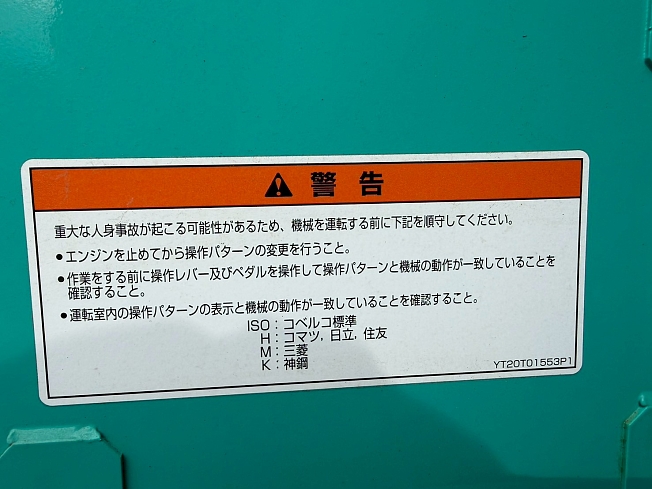 警告
重大な人身事故が起こる可能性があるため、機械を運転する前に下記を順守してください。
●エンジンを止めてから操作パターンの変更を行うこと。
●作業をする前に操作レバー及びペダルを操作して操作パターンと機械の動作が一致していることを
確認すること。
●運転室内の操作パターンの表示と機械の動作が一致していることを確認すること。
ISO：コベルコ標準
H：コマツ, 日立, 住友
M：三菱
K：神鋼
YT20T01553P1